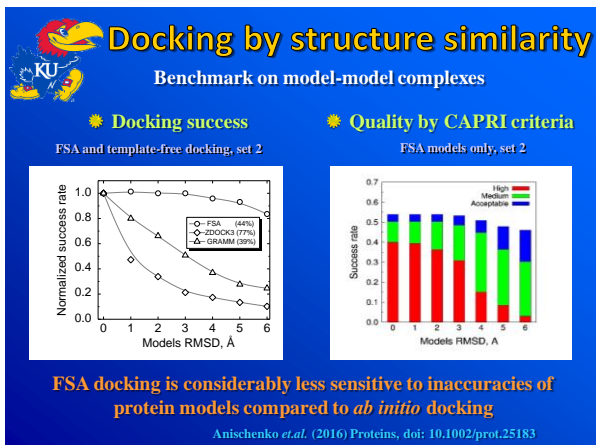 KU
Docking by structure similarity
Benchmark on model-model complexes
Docking success
FSA and template-free docking, set 2
Normalized success rate
1.0
0.8
0.6
0.4
0.2
0.0
FSA (44%)
ZDOCK3 (77%)
GRAMM (39%)
0 1 2 3 4 5 6
Models RMSD, Å
Quality by CAPRI criteria
FSA models only, set 2
Success rate
0.7
0.6
0.5
0.4
0.3
0.2
0.1
0.0
High
Medium
Acceptable
0 1 2 3 4 5 6
Models RMSD, A
FSA docking is considerably less sensitive to inaccuracies of
protein models compared to ab initio docking
Anischenko et.al. (2016) Proteins, doi: 10.1002/prot.25183